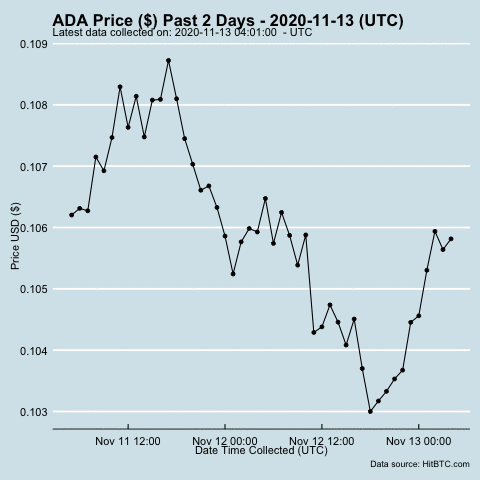 ADA Price ($) Past 2 Days - 2020-11-13 (UTC)
Latest data collected on: 2020-11-13 04:01:00 - UTC
0.109
0.108
0.107
0.106
0.105
0.104
0.103
Price USD ($)
Nov 11 12:00 Nov 12 00:00 Nov 12 12:00 Nov 13 00:00
Date Time Collected (UTC)
Data source: HitBTC.com